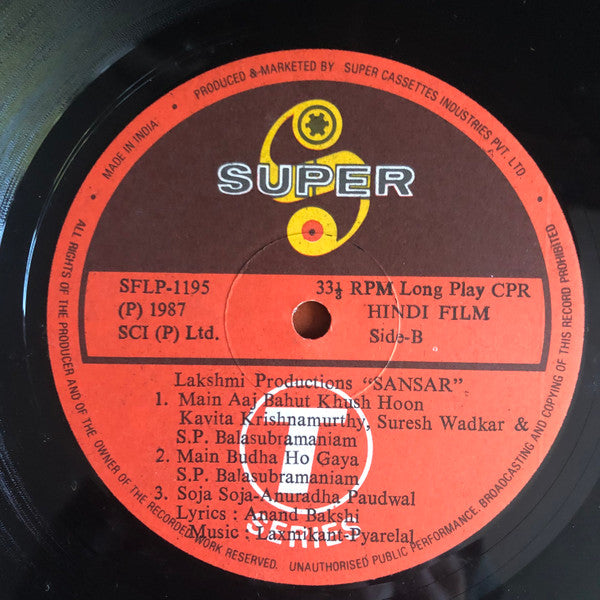 PRODUCED & MARKETED BY SUPER CASSETTES INDUSTRIES PVT. LTD.
MADE IN INDIA •
SUPER
SFLP-1195
33⅓ RPM Long Play CPR
(P) 1987
HINDI FILM
SCI (P) Ltd.
Side-B
Lakshmi Productions "SANSAR"
1. Main Aaj Bahut Khush Hoon
Kavita Krishnamurthy, Suresh Wadkar &
S.P. Balasubramaniam
2. Main Budha Ho Gaya
S.P. Balasubramaniam
3. Soja Soja-Anuradha Paudwal
Lyrics : Anand Bakshi
Music : Laxmikant-Pyarelal
T
SERIES
ALL RIGHTS OF THE PRODUCER AND OF THE OWNER OF THE RECORDED WORK RESERVED. UNAUTHORISED PUBLIC PERFORMANCE, BROADCASTING AND COPYING OF THIS RECORD PROHIBITED